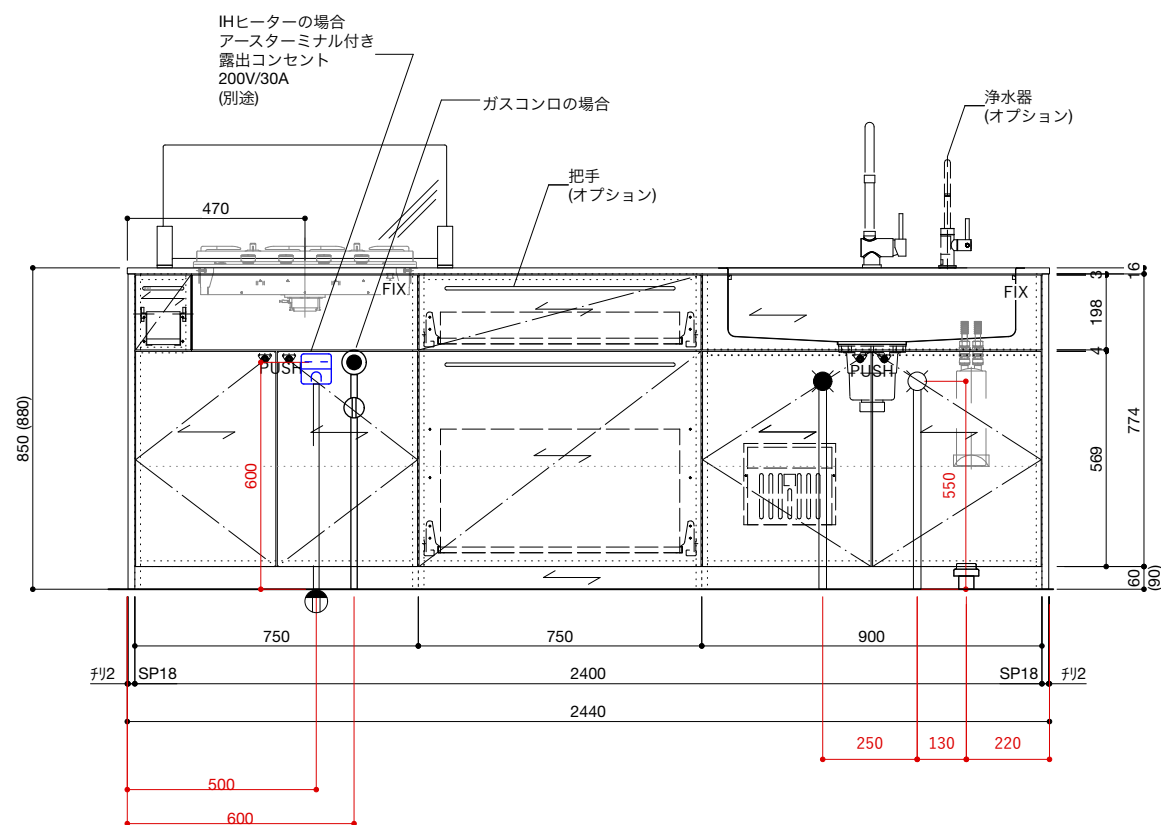 IHヒーターの場合
アースターミナル付き
露出コンセント
200V/30A
(別途)
ガスコンロの場合
浄水器
(オプション)
把手
(オプション)
470
FIX
FIX
16
3
198
4
PUSH
PUSH
850 (880)
774
569
600
550
60
(90)
750
750
900
チリ2
SP18
2400
SP18
チリ2
2440
250
130
220
500
600